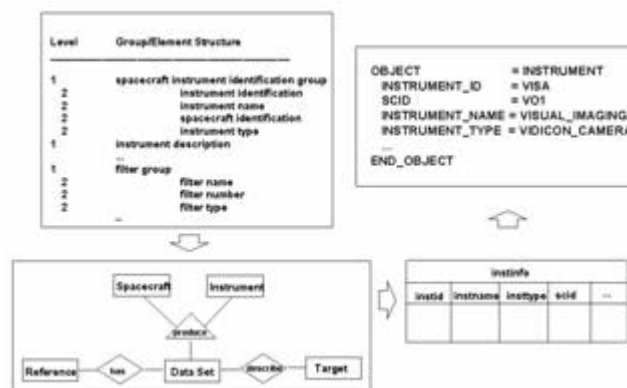 Level Group/Element Structure
1 spacecraft instrument identification group
2 instrument identification
2 instrument name
2 spacecraft identification
2 instrument type
1 instrument description
...
1 filter group
2 filter name
2 filter number
2 filter type
..
OBJECT = INSTRUMENT
INSTRUMENT_ID = VISA
SCID = VO1
INSTRUMENT_NAME = VISUAL_IMAGING
INSTRUMENT_TYPE = VIDICON_CAMERA
...
END_OBJECT
Spacecraft Instrument
produce
Reference has Data Set describe Target
instinfo
instid instname insttype scid ...